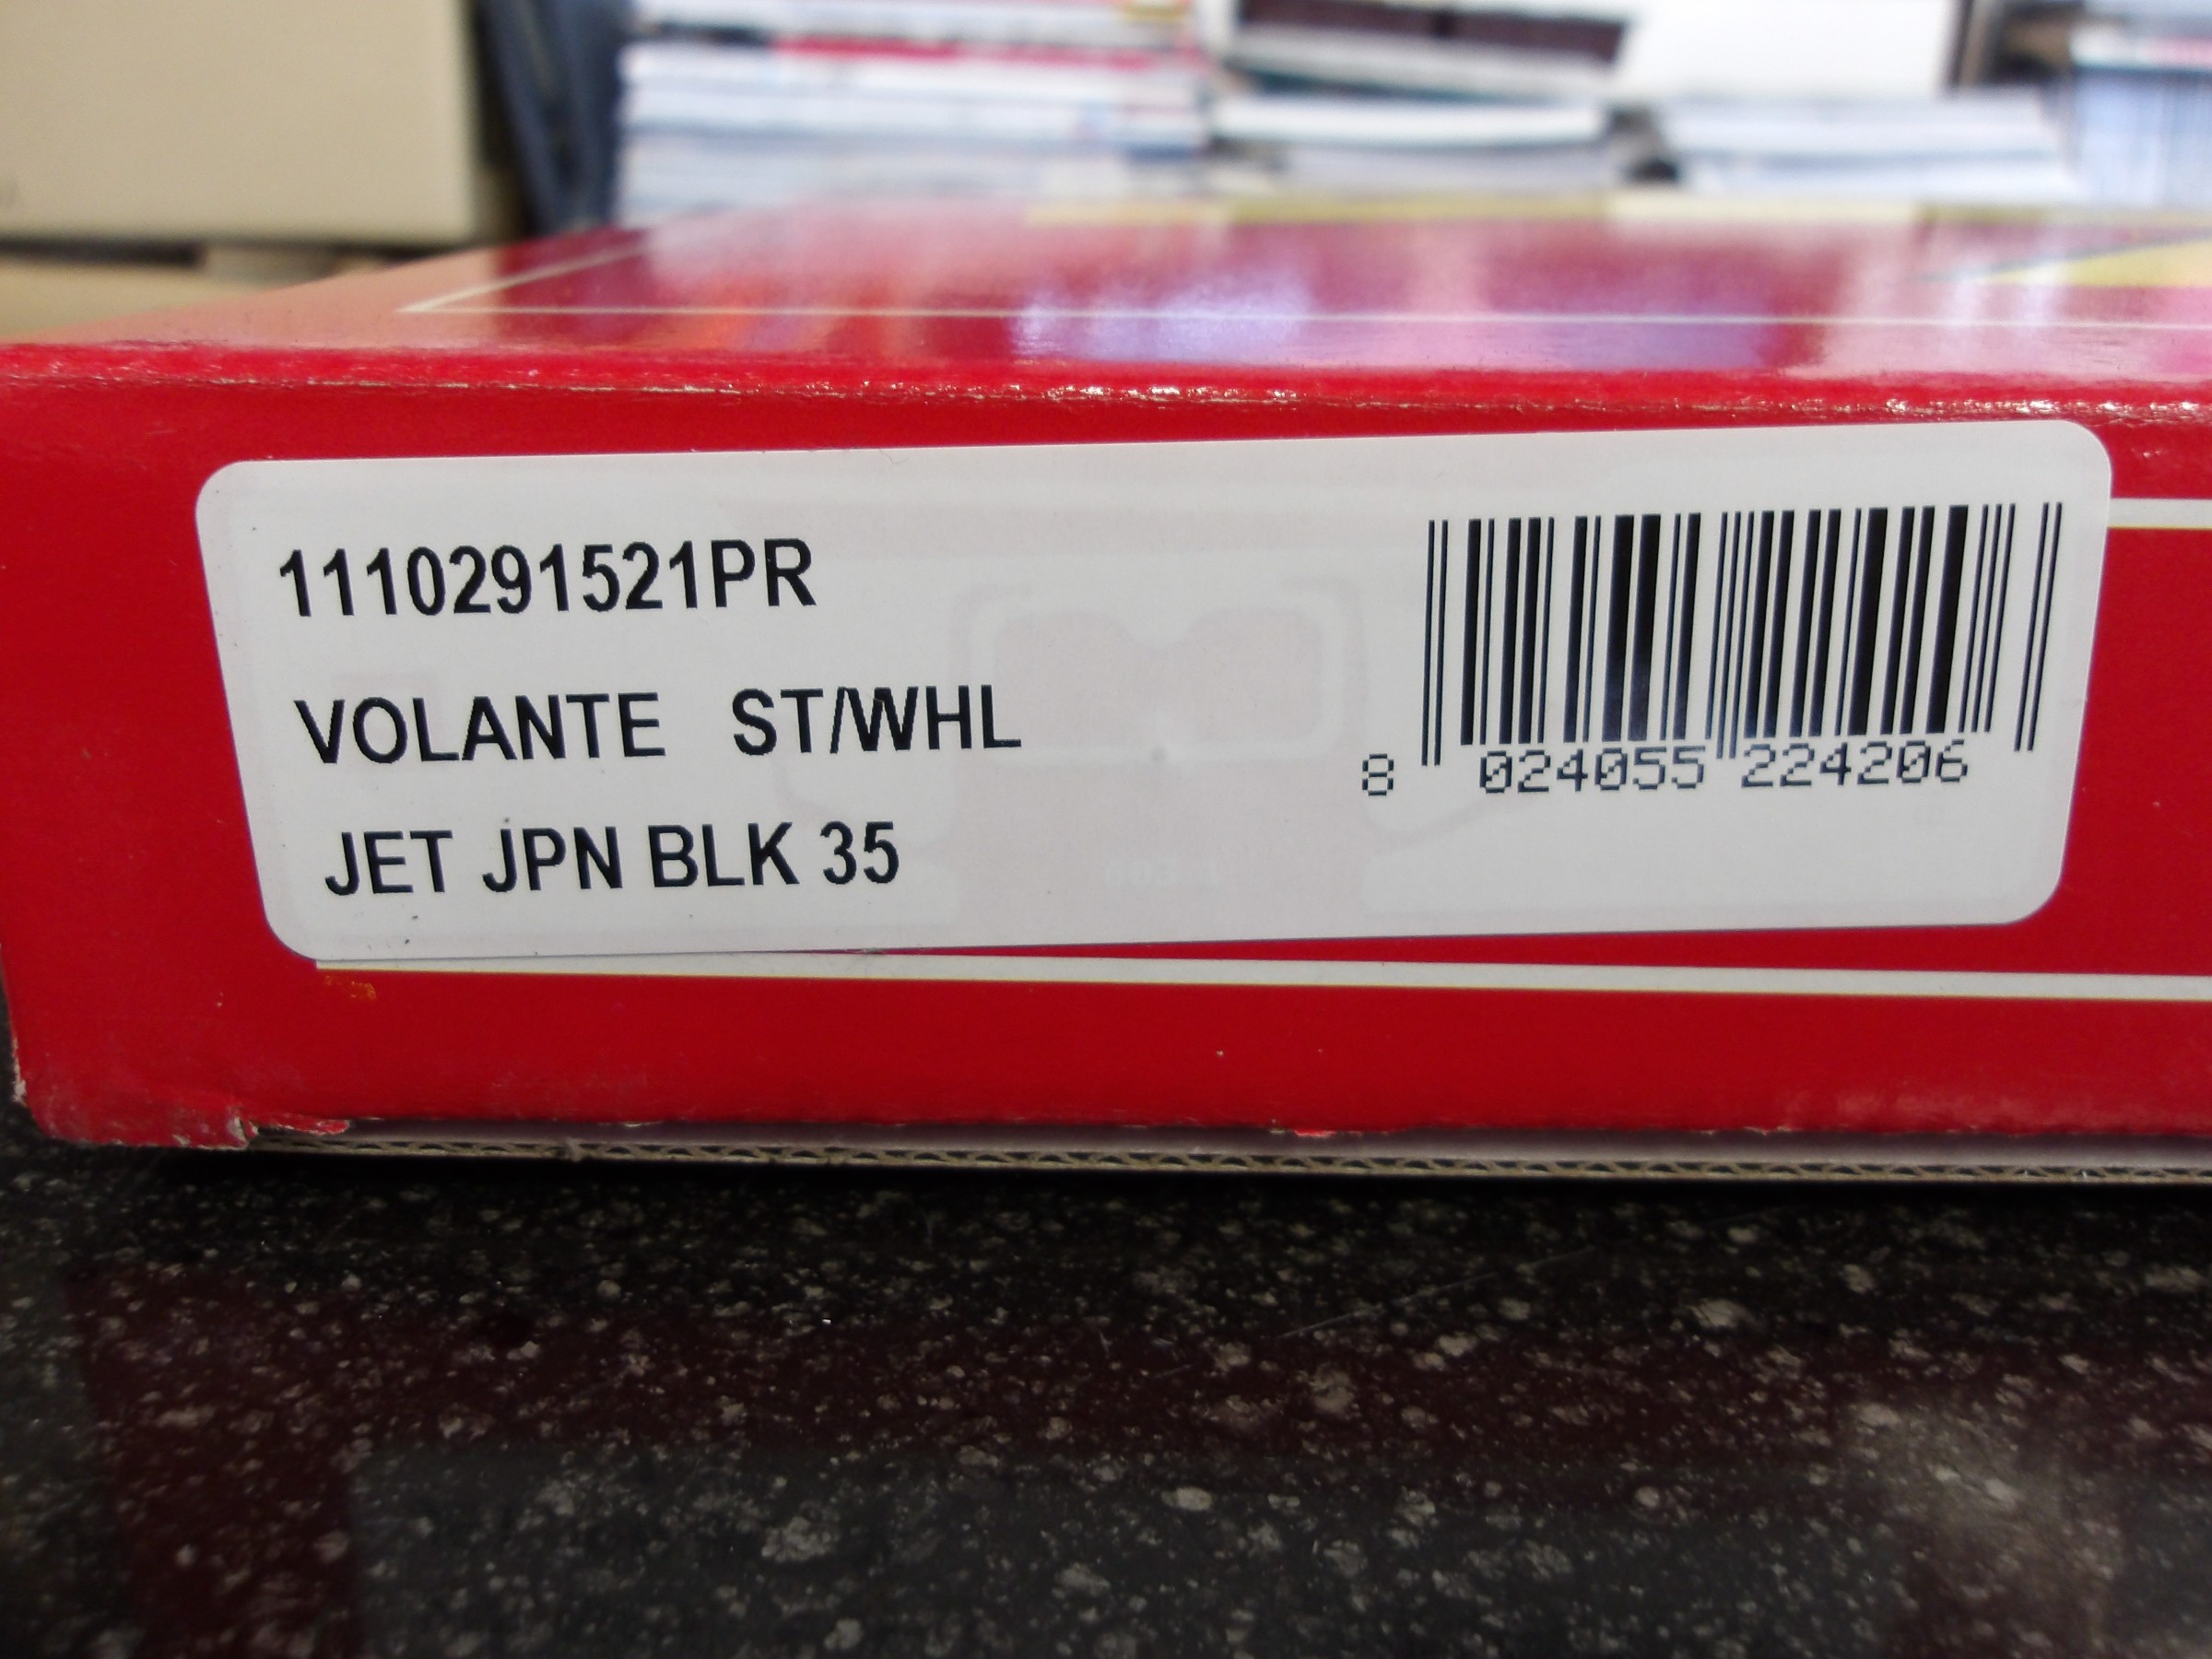 1110291521PR
VOLANTE ST/WHL
JET JPN BLK 35
8 024055 224206